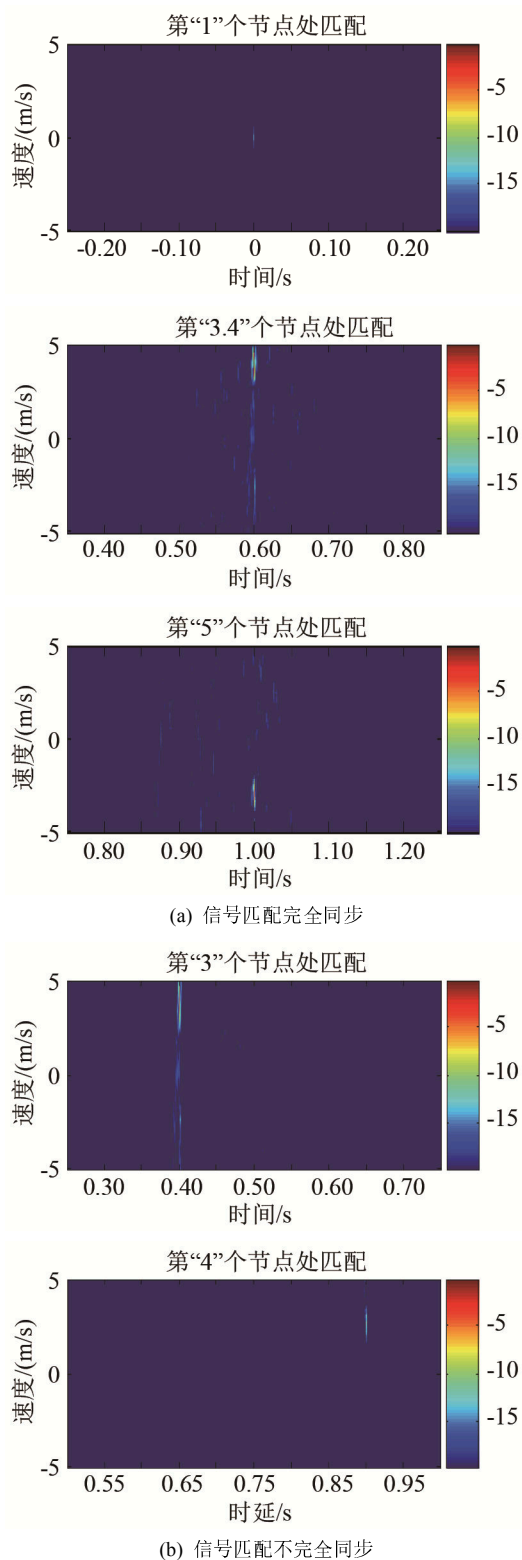 第“1”个节点处匹配
5
0
-5
速度/(m/s)
-5
-10
-15
-0.20 -0.10 0 0.10 0.20
时间/s
第“3.4”个节点处匹配
5
0
-5
速度/(m/s)
-5
-10
-15
0.40 0.50 0.60 0.70 0.80
时间/s
第“5”个节点处匹配
5
0
-5
速度/(m/s)
-5
-10
-15
0.80 0.90 1.00 1.10 1.20
时间/s
(a) 信号匹配完全同步
第“3”个节点处匹配
5
0
-5
速度/(m/s)
-5
-10
-15
0.30 0.40 0.50 0.60 0.70
时间/s
第“4”个节点处匹配
5
0
-5
速度/(m/s)
-5
-10
-15
0.55 0.65 0.75 0.85 0.95
时延/s
(b) 信号匹配不完全同步